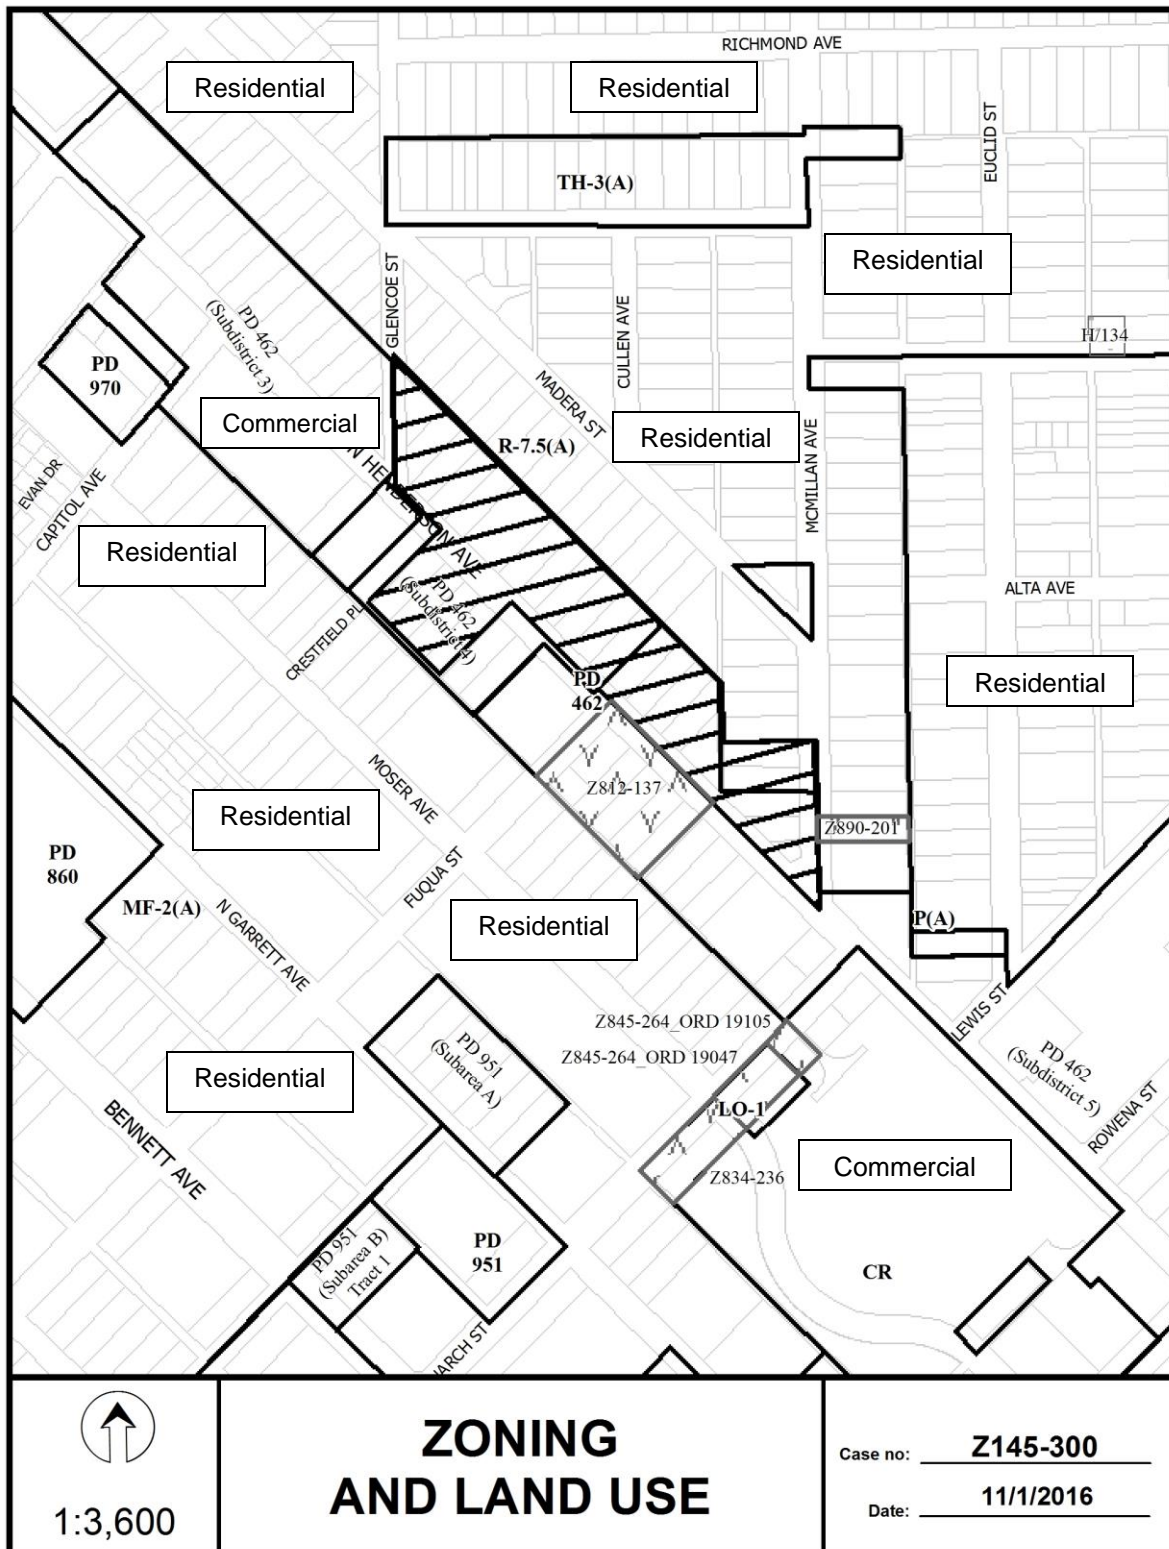 RICHMOND AVE
Residential
Residential
EUCLID ST
TH-3(A)
Residential
GLENCOE ST
PD 462
(Subdistrict 3)
CULLEN AVE
H/134
PD
970
MADERA ST
Commercial
Residential
R-7.5(A)
MCMILLAN AVE
EVAN DR
CAPITOL AVE
HENDERSON AVE
Residential
PD 462
(Subdistrict 4)
ALTA AVE
CRESTFIELD PL
Residential
PD
462
MOSER AVE
Z812-137
Residential
Z890-201
PD
860
FUQUA ST
MF-2(A)
N GARRETT AVE
Residential
P(A)
LEWIS ST
Z845-264_ORD 19105
Z845-264_ORD 19047
PD 462
(Subdistrict 5)
Residential
PD 951
(Subarea A)
LO-1
ROWENA ST
BENNETT AVE
Commercial
Z834-236
PD 951
(Subarea B)
Tract 1
PD
951
CR
ARCH ST
1:3,600
ZONING
AND LAND USE
Case no: Z145-300
Date: 11/1/2016